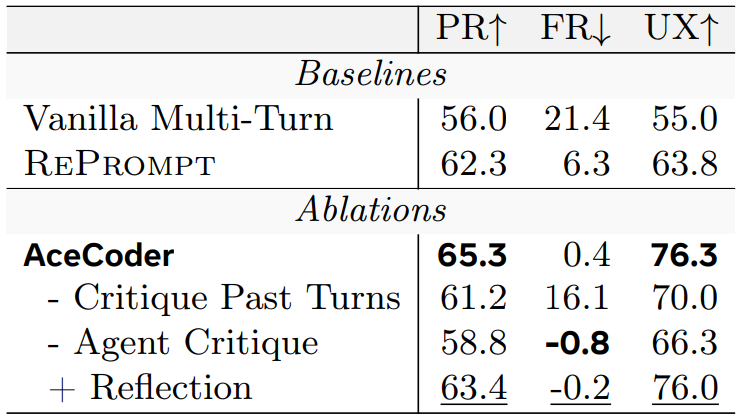 PR↑ FR↓ UX↑
Baselines
Vanilla Multi-Turn 56.0 21.4 55.0
REPROMPT 62.3 6.3 63.8
Ablations
AceCoder 65.3 0.4 76.3
- Critique Past Turns 61.2 16.1 70.0
- Agent Critique 58.8 -0.8 66.3
+ Reflection 63.4 -0.2 76.0